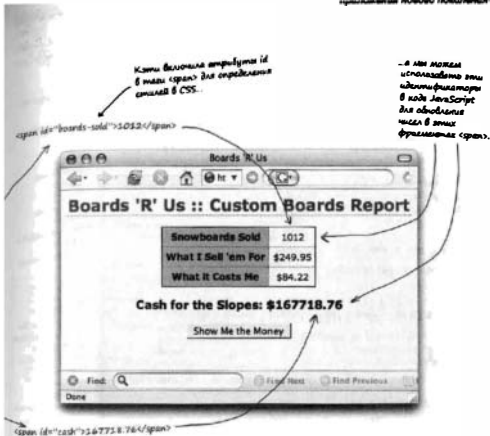 приложения нового поколения
Кэти включила атрибуты id
в теги <span> для определения
стилей в CSS...
...а мы можем
использовать эти
идентификаторы
в коде JavaScript
для обновления
чисел в этих
фрагментах <span>.
<span id="boards-sold">1012</span>
Boards 'R' Us
Boards 'R' Us :: Custom Boards Report
Snowboards Sold 1012
What I Sell 'em For $249.95
What it Costs Me $84.22
Cash for the Slopes: $167718.76
Show Me the Money
Find: Find Next Find Previous
Done
<span id="cash">167718.76</span>